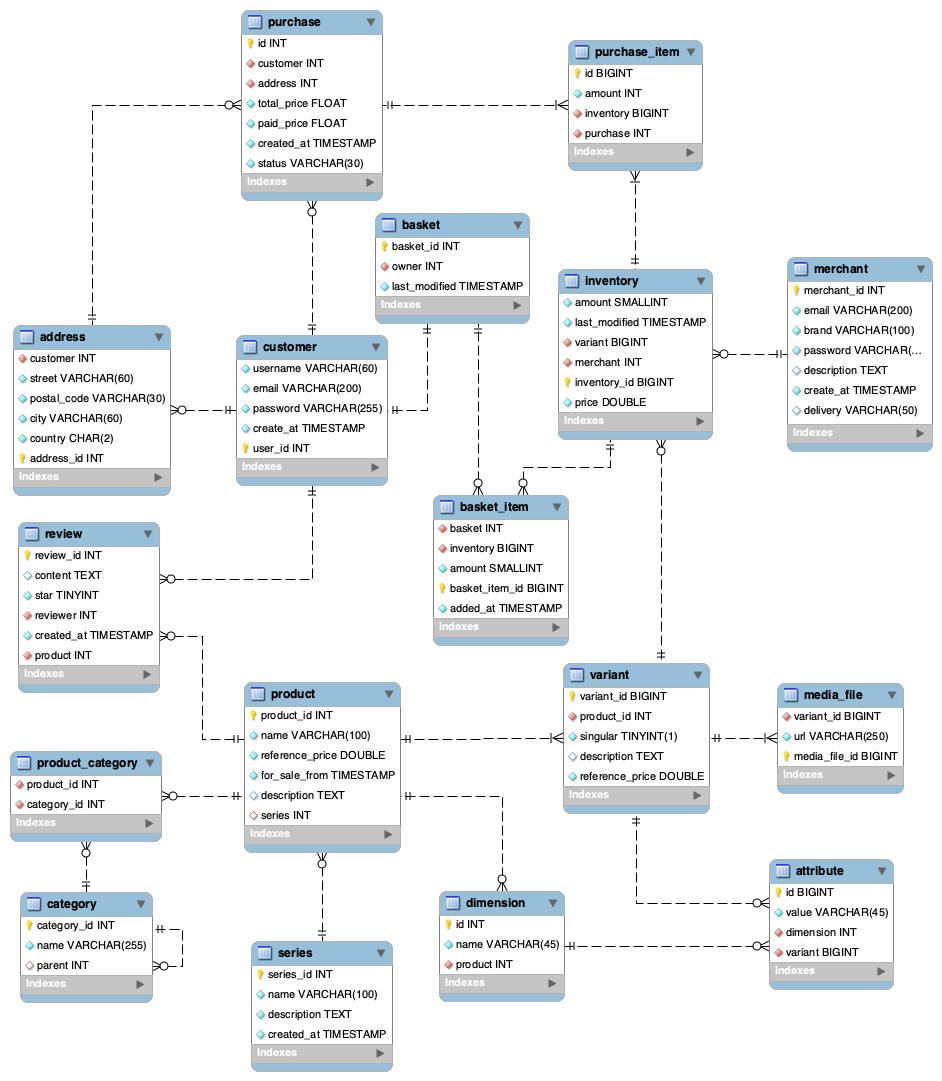 purchase
id INT
customer INT
address INT
total_price FLOAT
paid_price FLOAT
created_at TIMESTAMP
status VARCHAR(30)
Indexes
purchase_item
id BIGINT
amount INT
inventory BIGINT
purchase INT
Indexes
basket
basket_id INT
owner INT
last_modified TIMESTAMP
Indexes
inventory
amount SMALLINT
last_modified TIMESTAMP
variant BIGINT
merchant INT
inventory_id BIGINT
price DOUBLE
Indexes
merchant
merchant_id INT
email VARCHAR(200)
brand VARCHAR(100)
password VARCHAR(...
description TEXT
create_at TIMESTAMP
delivery VARCHAR(50)
Indexes
address
customer INT
street VARCHAR(60)
postal_code VARCHAR(30)
city VARCHAR(60)
country CHAR(2)
address_id INT
Indexes
customer
username VARCHAR(60)
email VARCHAR(200)
password VARCHAR(255)
create_at TIMESTAMP
user_id INT
Indexes
basket_item
basket INT
inventory BIGINT
amount SMALLINT
basket_item_id BIGINT
added_at TIMESTAMP
Indexes
review
review_id INT
content TEXT
star TINYINT
reviewer INT
created_at TIMESTAMP
product INT
Indexes
product
product_id INT
name VARCHAR(100)
reference_price DOUBLE
for_sale_from TIMESTAMP
description TEXT
series INT
Indexes
variant
variant_id BIGINT
product_id INT
singular TINYINT(1)
description TEXT
reference_price DOUBLE
Indexes
media_file
variant_id BIGINT
url VARCHAR(250)
media_file_id BIGINT
Indexes
product_category
product_id INT
category_id INT
Indexes
category
category_id INT
name VARCHAR(255)
parent INT
Indexes
series
series_id INT
name VARCHAR(100)
description TEXT
created_at TIMESTAMP
Indexes
dimension
id INT
name VARCHAR(45)
product INT
Indexes
attribute
id BIGINT
value VARCHAR(45)
dimension INT
variant BIGINT
Indexes